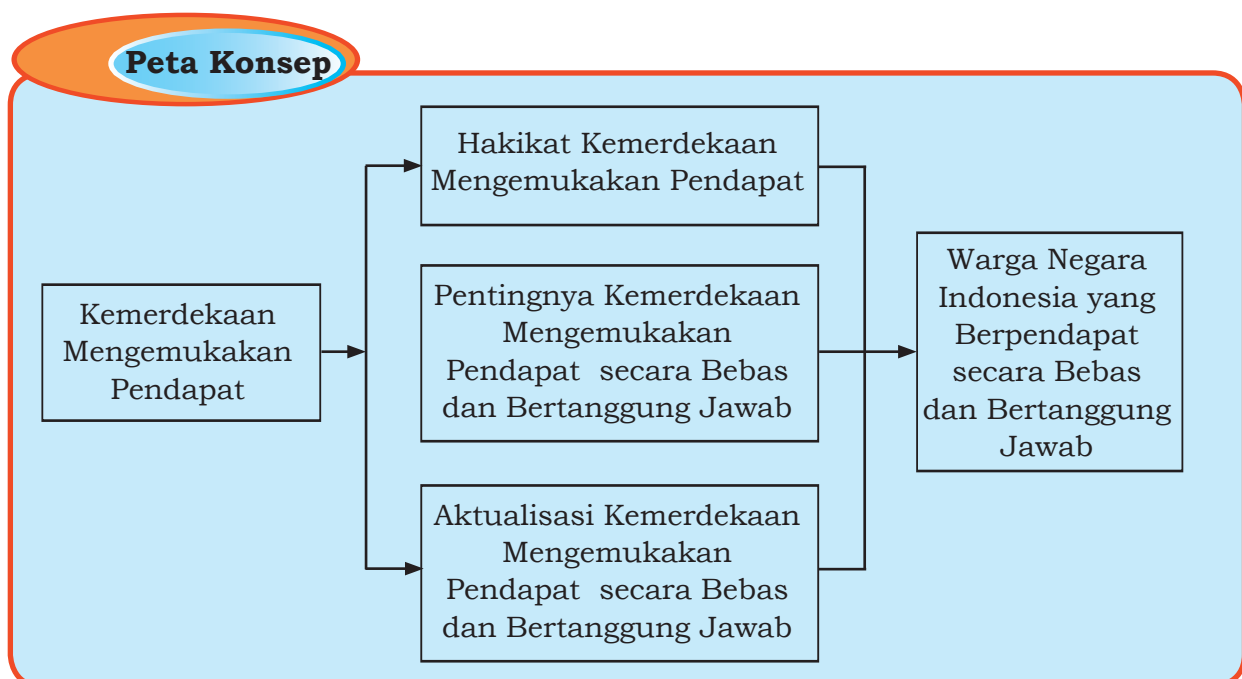 Peta Konsep
Kemerdekaan
Mengemukakan
Pendapat
Hakikat Kemerdekaan
Mengemukakan Pendapat
Pentingnya Kemerdekaan
Mengemukakan
Pendapat secara Bebas
dan Bertanggung Jawab
Aktualisasi Kemerdekaan
Mengemukakan
Pendapat secara Bebas
dan Bertanggung Jawab
Warga Negara
Indonesia yang
Berpendapat
secara Bebas
dan Bertanggung
Jawab